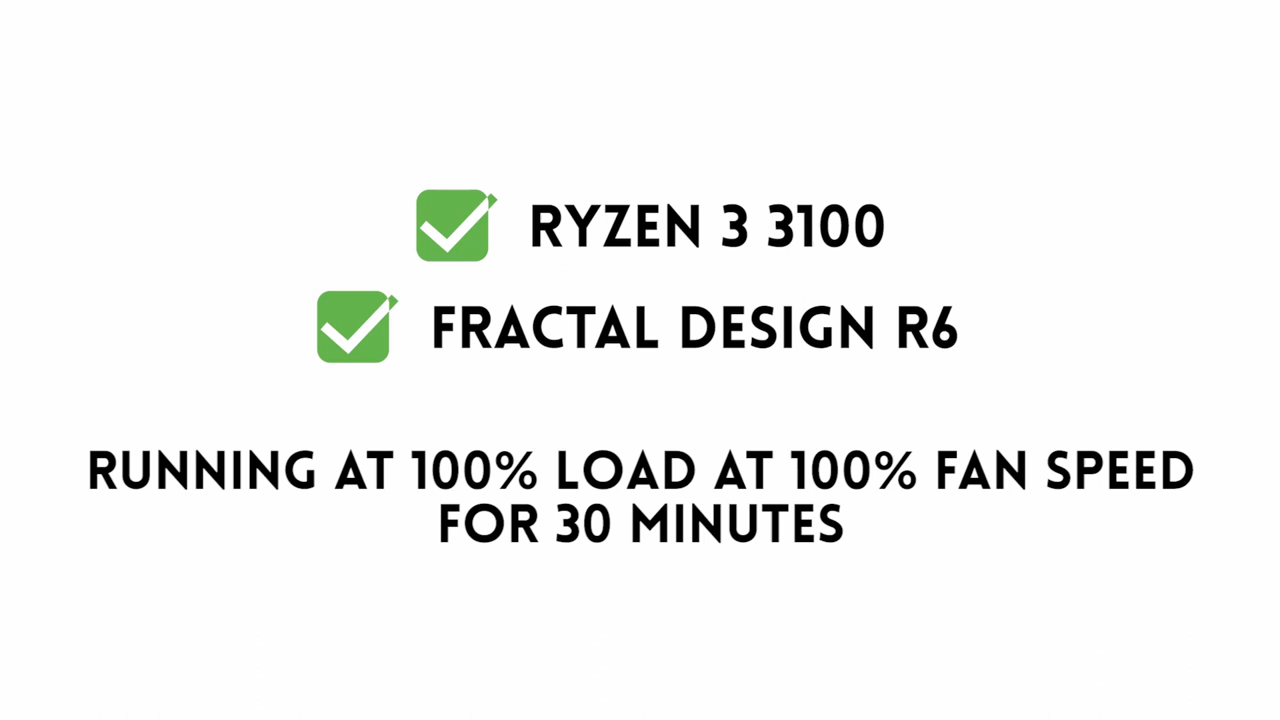 RYZEN 3 3100
FRACTAL DESIGN R6
RUNNING AT 100% LOAD AT 100% FAN SPEED
FOR 30 MINUTES